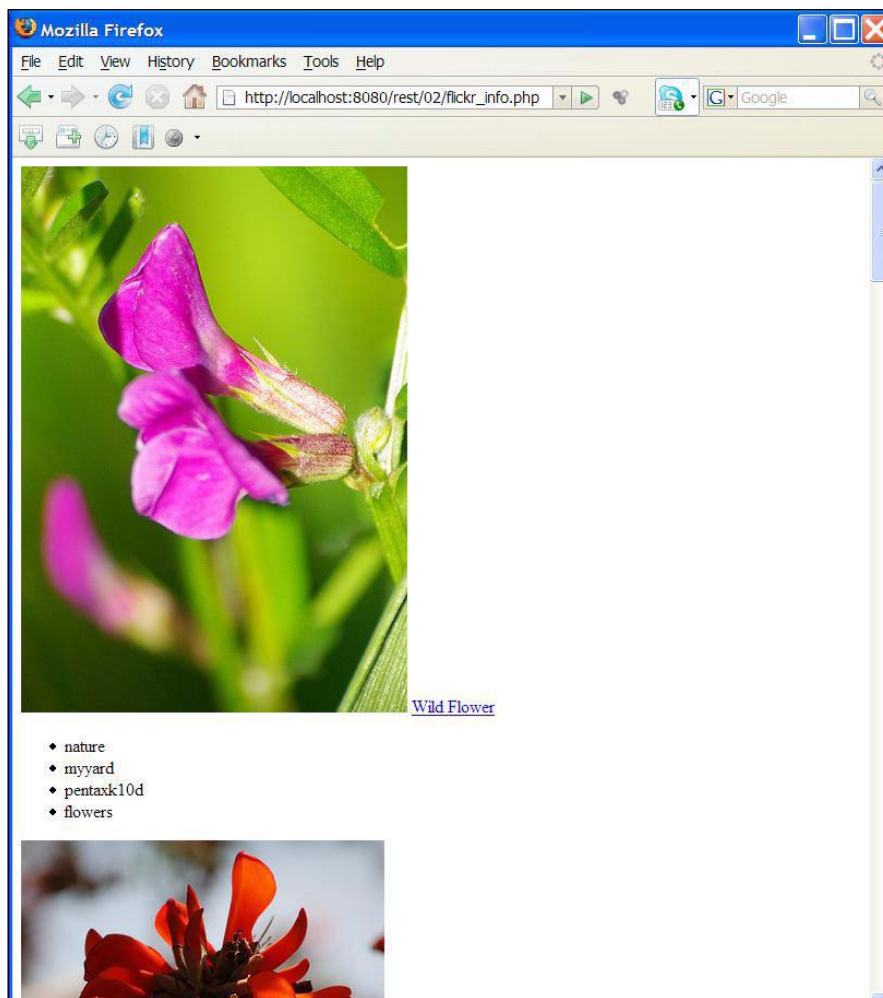 Mozilla Firefox
File Edit View History Bookmarks Tools Help
http://localhost:8080/rest/02/flickr_info.php
123
G
Google
Wild Flower
nature
myyard
pentaxk10d
flowers